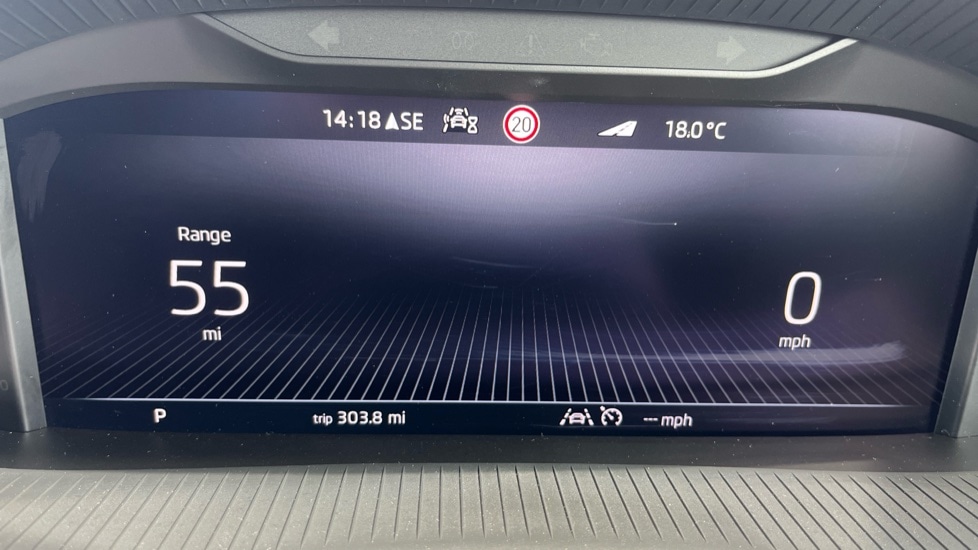 14:18 SE 20 18.0°C
Range
55
mi
0
mph
P trip 303.8 mi --- mph